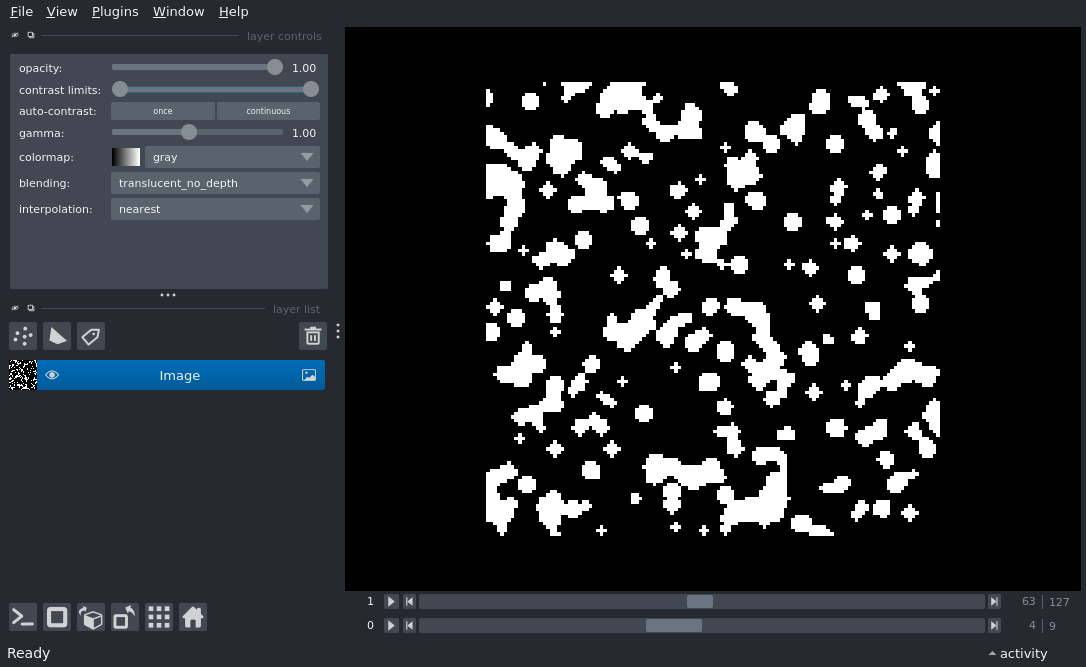 File View Plugins Window Help
layer controls
opacity: 1.00
contrast limits:
auto-contrast: once continuous
gamma: 1.00
colormap: gray
blending: translucent_no_depth
interpolation: nearest
layer list
Image
1 63 127
0 4 9
Ready activity